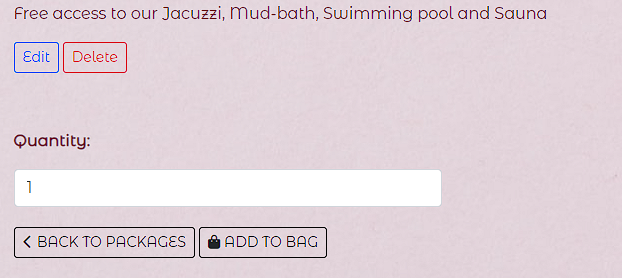 Free access to our Jacuzzi, Mud-bath, Swimming pool and Sauna
Edit Delete
Quantity:
1
BACK TO PACKAGES ADD TO BAG